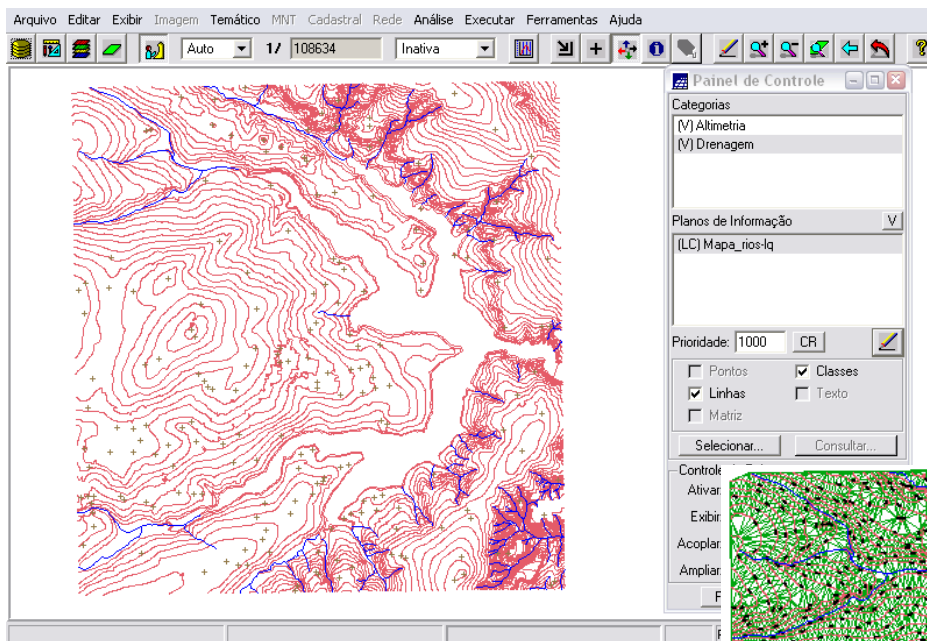 Arquivo Editar Exibir Imagem Temático MNT Cadastral Rede Análise Executar Ferramentas Ajuda
Auto 1/ 108634 Inativa ?
Painel de Controle
Categorias
(V) Altimetria
(V) Drenagem
Planos de Informação V
(LC) Mapa_rios-lq
Prioridade: 1000 CR
Pontos Classes
Linhas Texto
Matriz
Selecionar... Consultar...
Ativar
Exibir
Acoplar
Ampliar